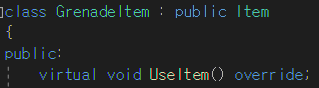 class GrenadeItem : public Item
{
public:
virtual void UseItem() override;